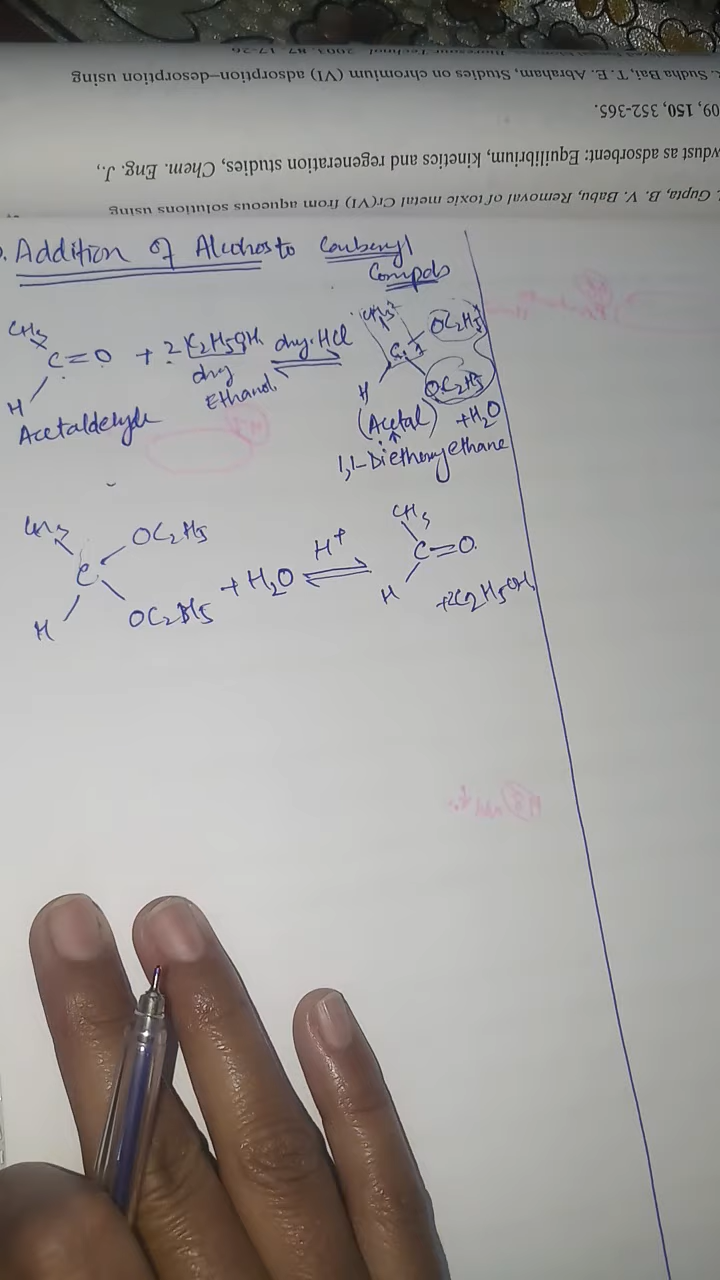 . Gupta, B. V. Babu, Removal of toxic metal Cr(VI) from aqueous solutions using
wdust as adsorbent: Equilibrium, kinetics and regeneration studies, Chem. Eng. J.,
09, 150, 352-365.
. Sudha Bai, T. E. Abraham, Studies on chromium (VI) adsorption–desorption using
. Addition of Alcohos to Carbonyl
Compds
CH3
C=O + 2 C2H5OH dry.HCl ⇌
H
dry
Ethanol
Acetaldehyde
OC2H5
C
H
OC2H5
(Acetal) +H2O
1,1-Diethoxyethane
CH3 OC2H5
C + H2O H+ ⇌
H OC2H5
CH3
C=O
H
+2C2H5OH